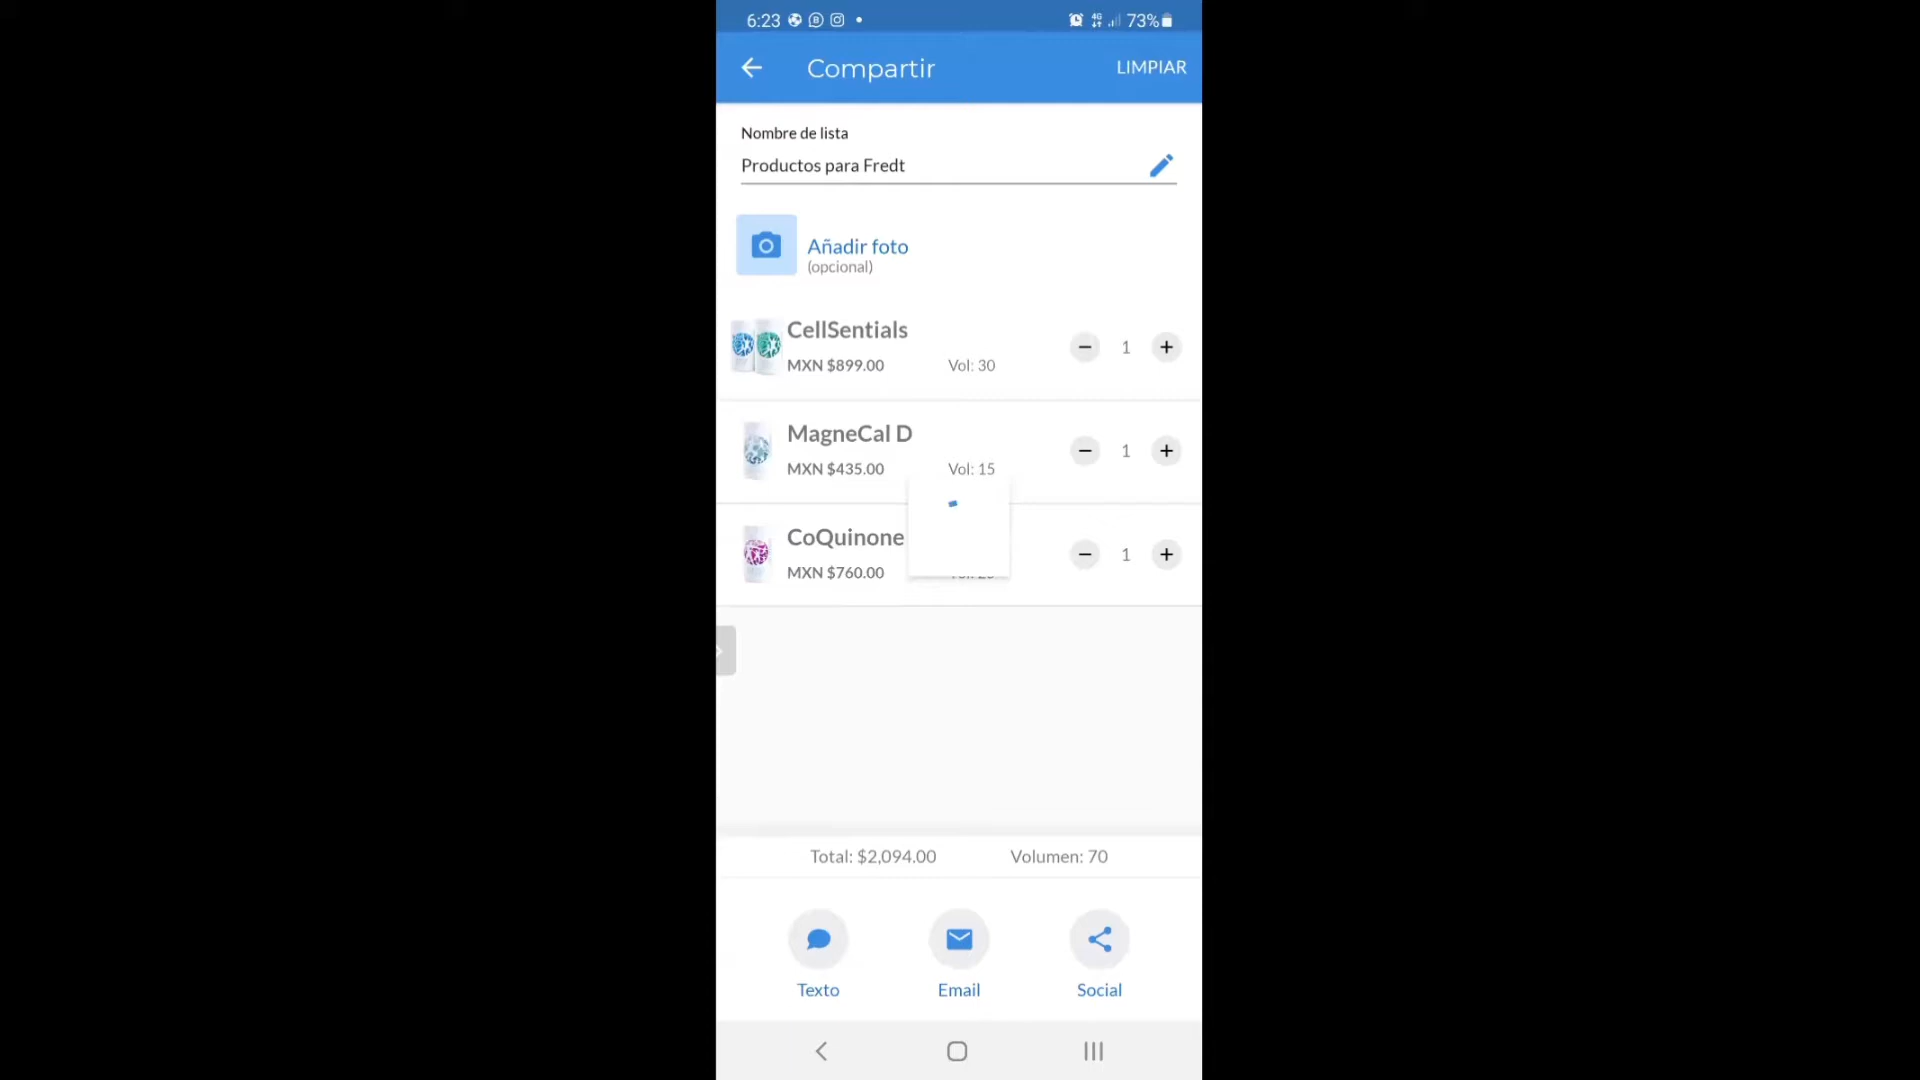 6:23
73%
Compartir
LIMPIAR
Nombre de lista
Productos para Fredt
Añadir foto
(opcional)
CellSentials
MXN $899.00 Vol: 30
1
MagneCal D
MXN $435.00 Vol: 15
1
CoQuinone
MXN $760.00
1
Total: $2,094.00 Volumen: 70
Texto Email Social